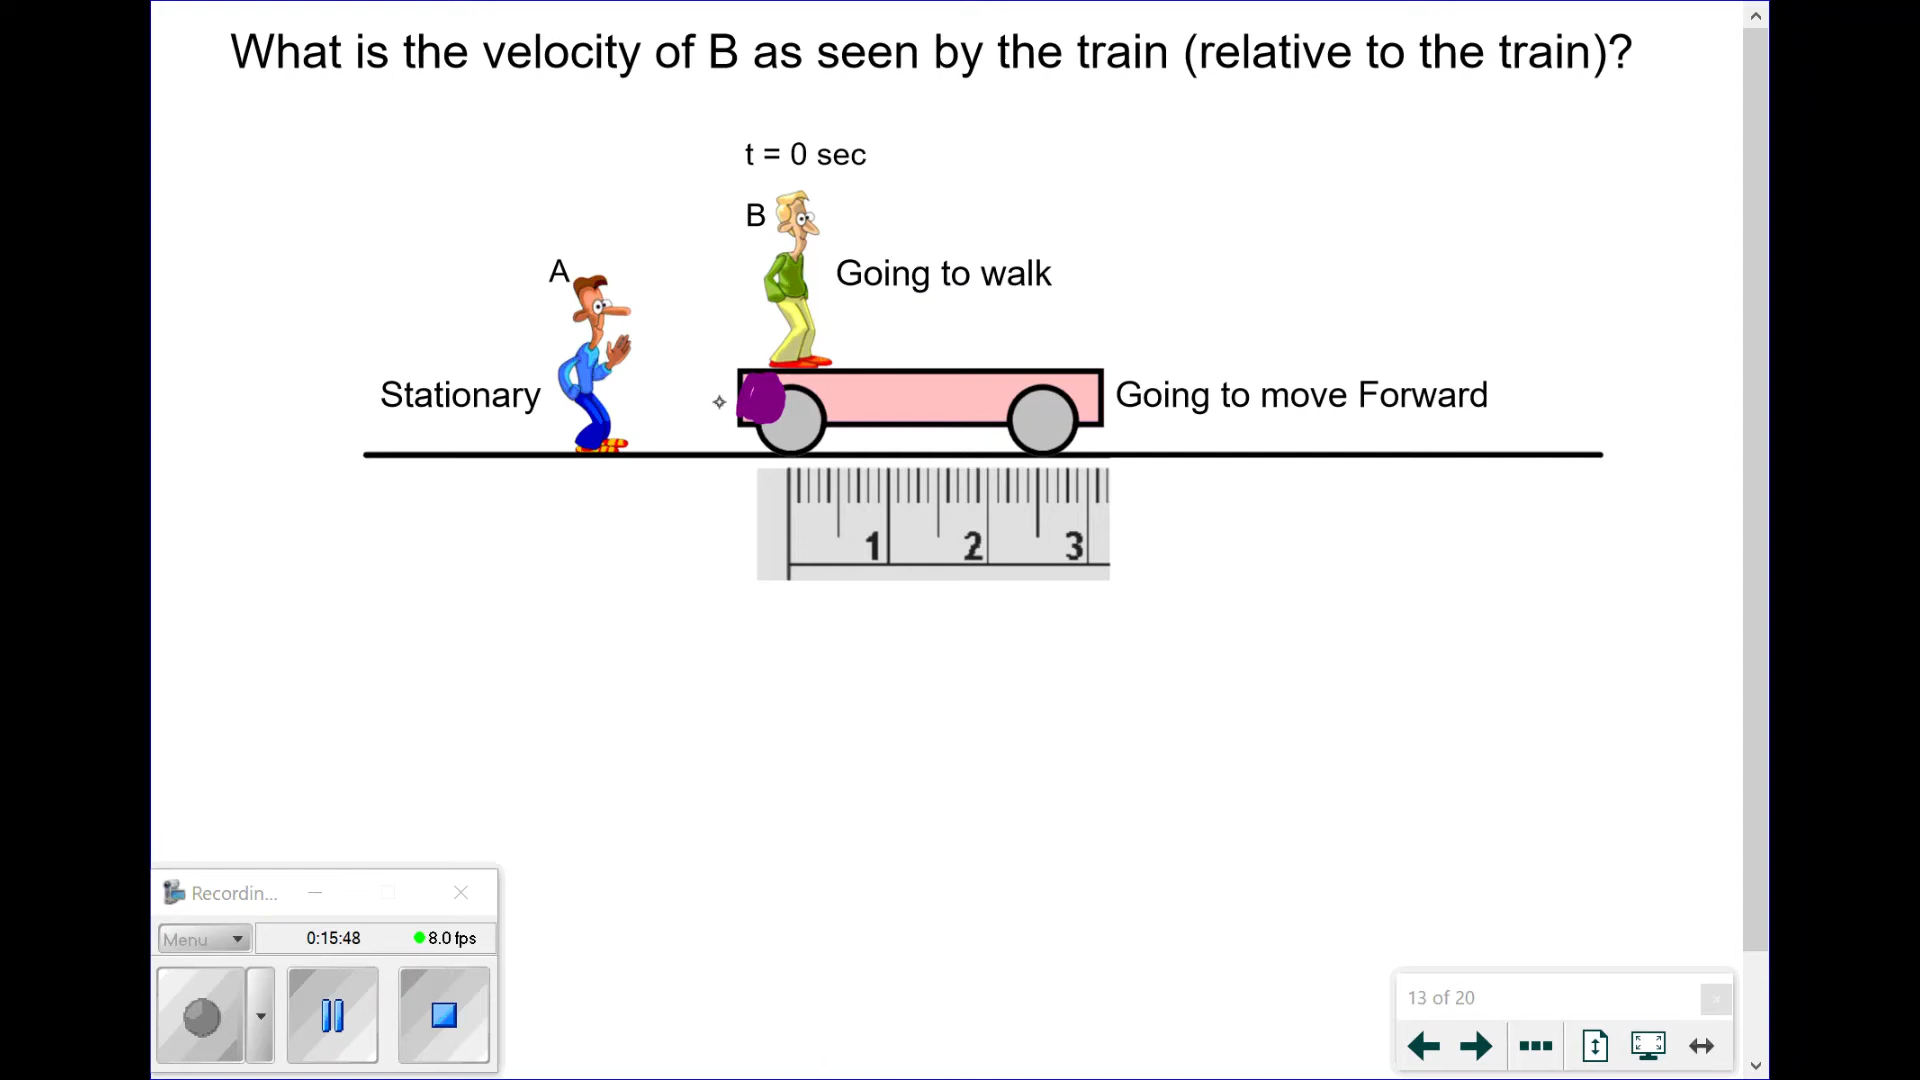 What is the velocity of B as seen by the train (relative to the train)?
t = 0 sec
B
A
Going to walk
Stationary
Going to move Forward
1 2 3
Recordin...
Menu
0:15:48
8.0 fps
13 of 20